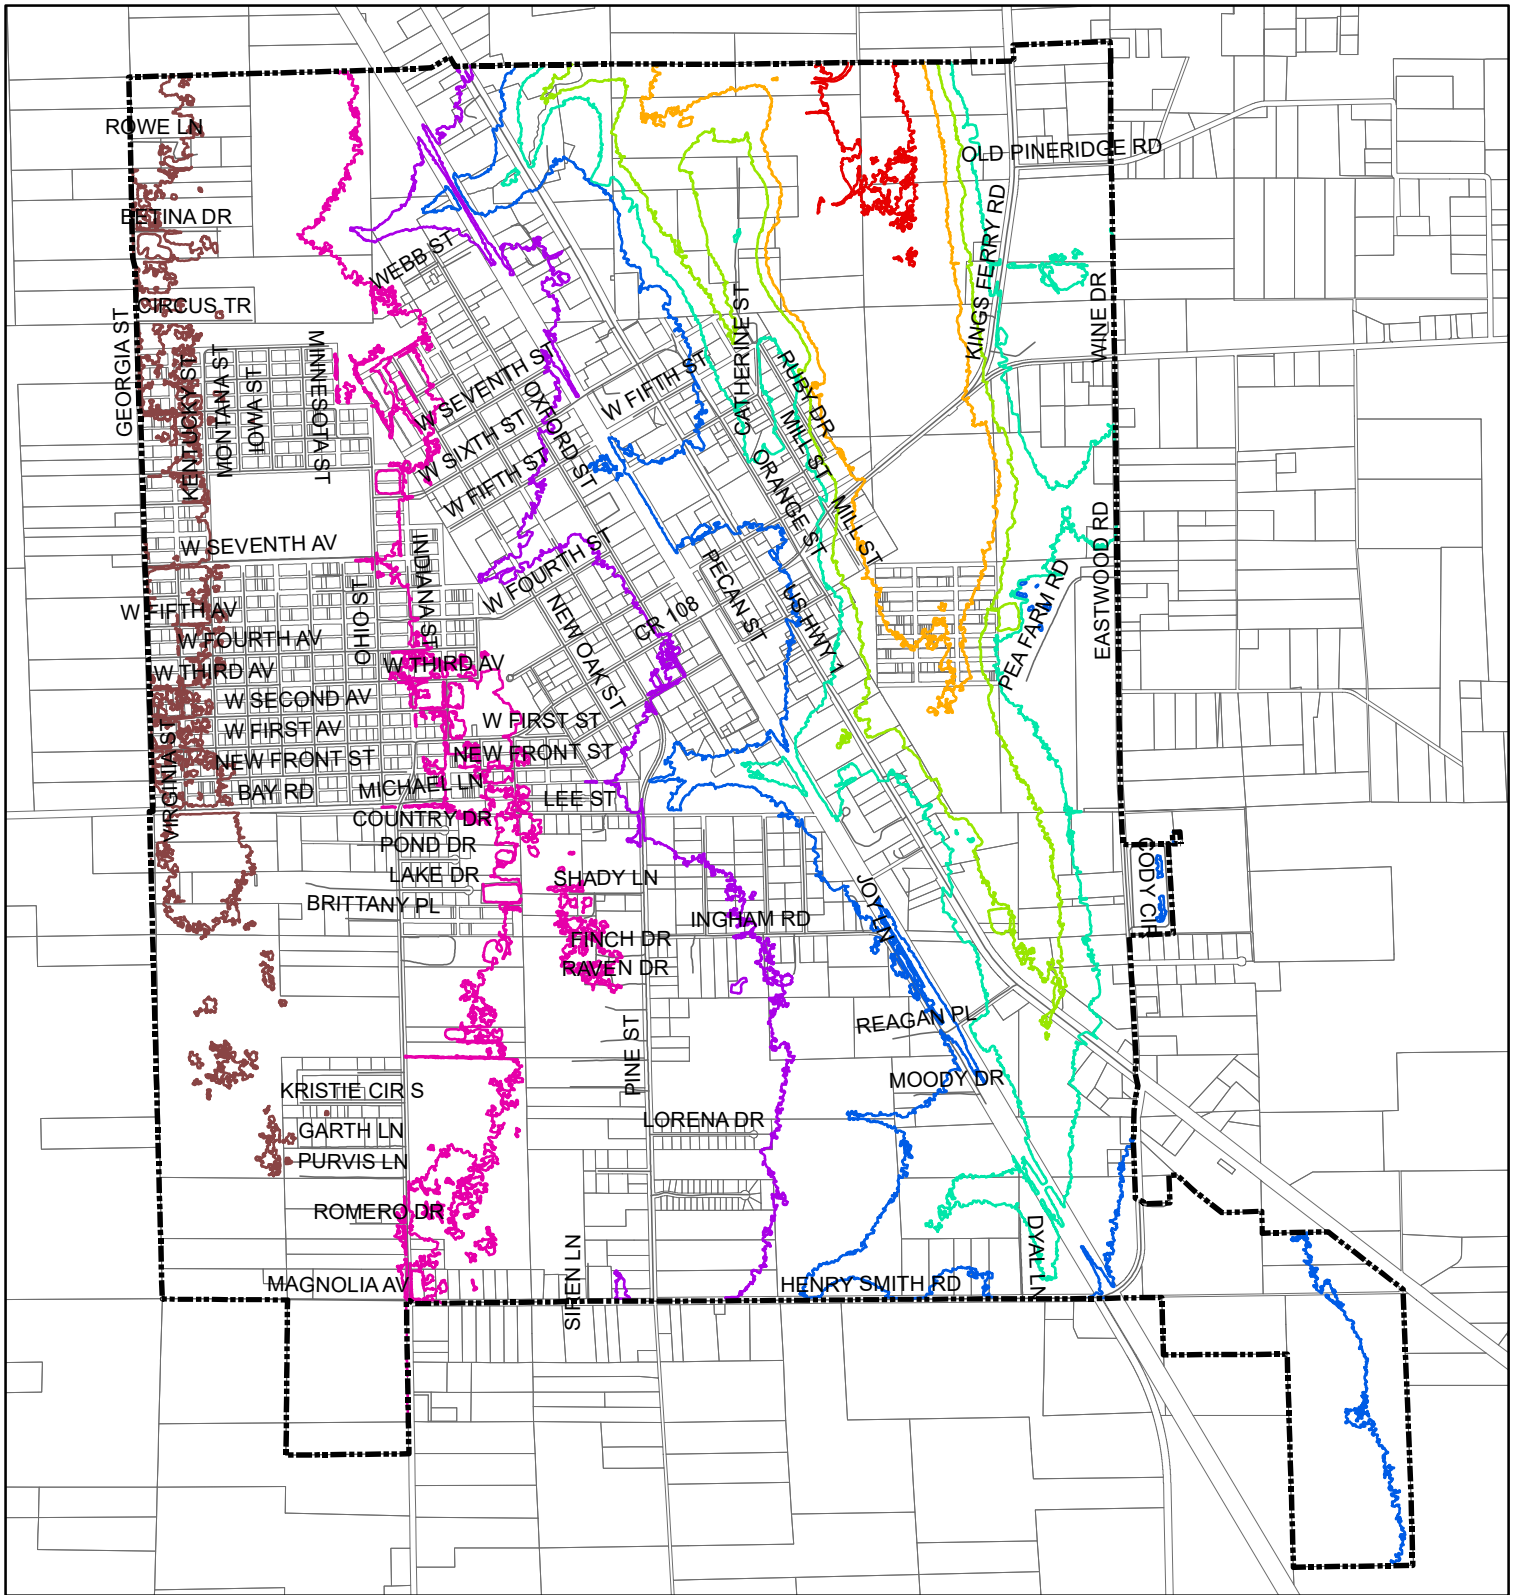 ROWE LN
OLD PINERIDGE RD
BETINA DR
WEBB ST
KINGS FERRY RD
CIRCUS TR
GEORGIA ST
WINE DR
CATHERINE ST
MINNESOTA ST
MONTANA ST
KENTUCKY ST
IOWA ST
W SEVENTH ST
OXFORD ST
W FIFTH ST
RUBY DR
W SIXTH ST
MILL ST
W FIFTH ST
ORANGE ST
MILL ST
W SEVENTH AV
INDIANA ST
W FOURTH ST
EASTWOOD RD
OHIO ST
PECAN ST
US HWY 1
PEA FARM RD
W FIFTH AV
CR 108
NEW OAK ST
W FOURTH AV
W THIRD AV
W THIRD AV
W SECOND AV
W FIRST ST
W FIRST AV
VIRGINIA ST
NEW FRONT ST
NEW FRONT ST
BAY RD
MICHAEL LN
LEE ST
COUNTRY DR
POND DR
LAKE DR
SHADY LN
CODY CIR
BRITTANY PL
JOY LN
INGHAM RD
FINCH DR
RAVEN DR
REAGAN PL
PINE ST
MOODY DR
KRISTIE CIR S
LORENA DR
GARTH LN
PURVIS LN
ROMERO DR
DYAL LN
SIREN LN
MAGNOLIA AV
HENRY SMITH RD